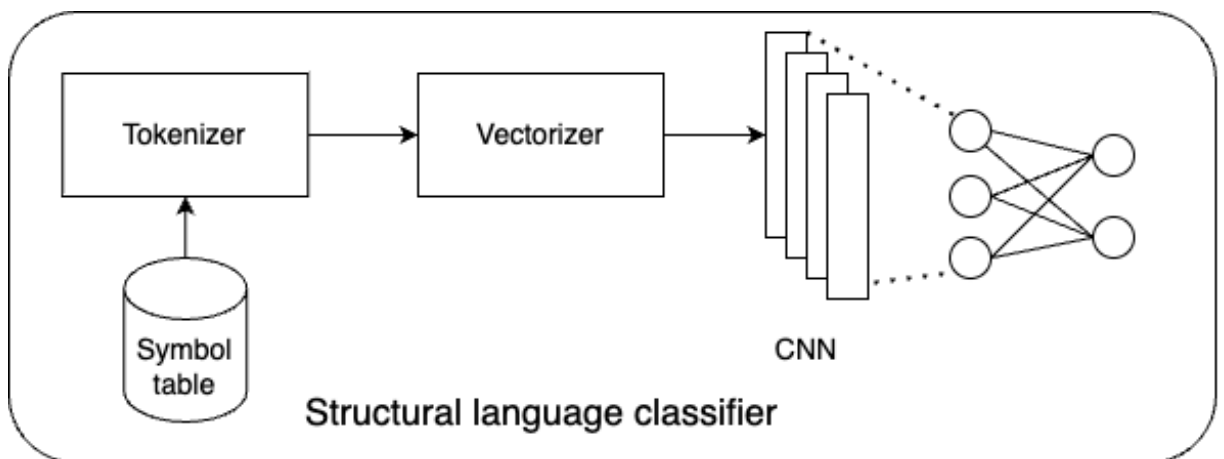 Tokenizer
Vectorizer
Symbol
table
CNN
Structural language classifier